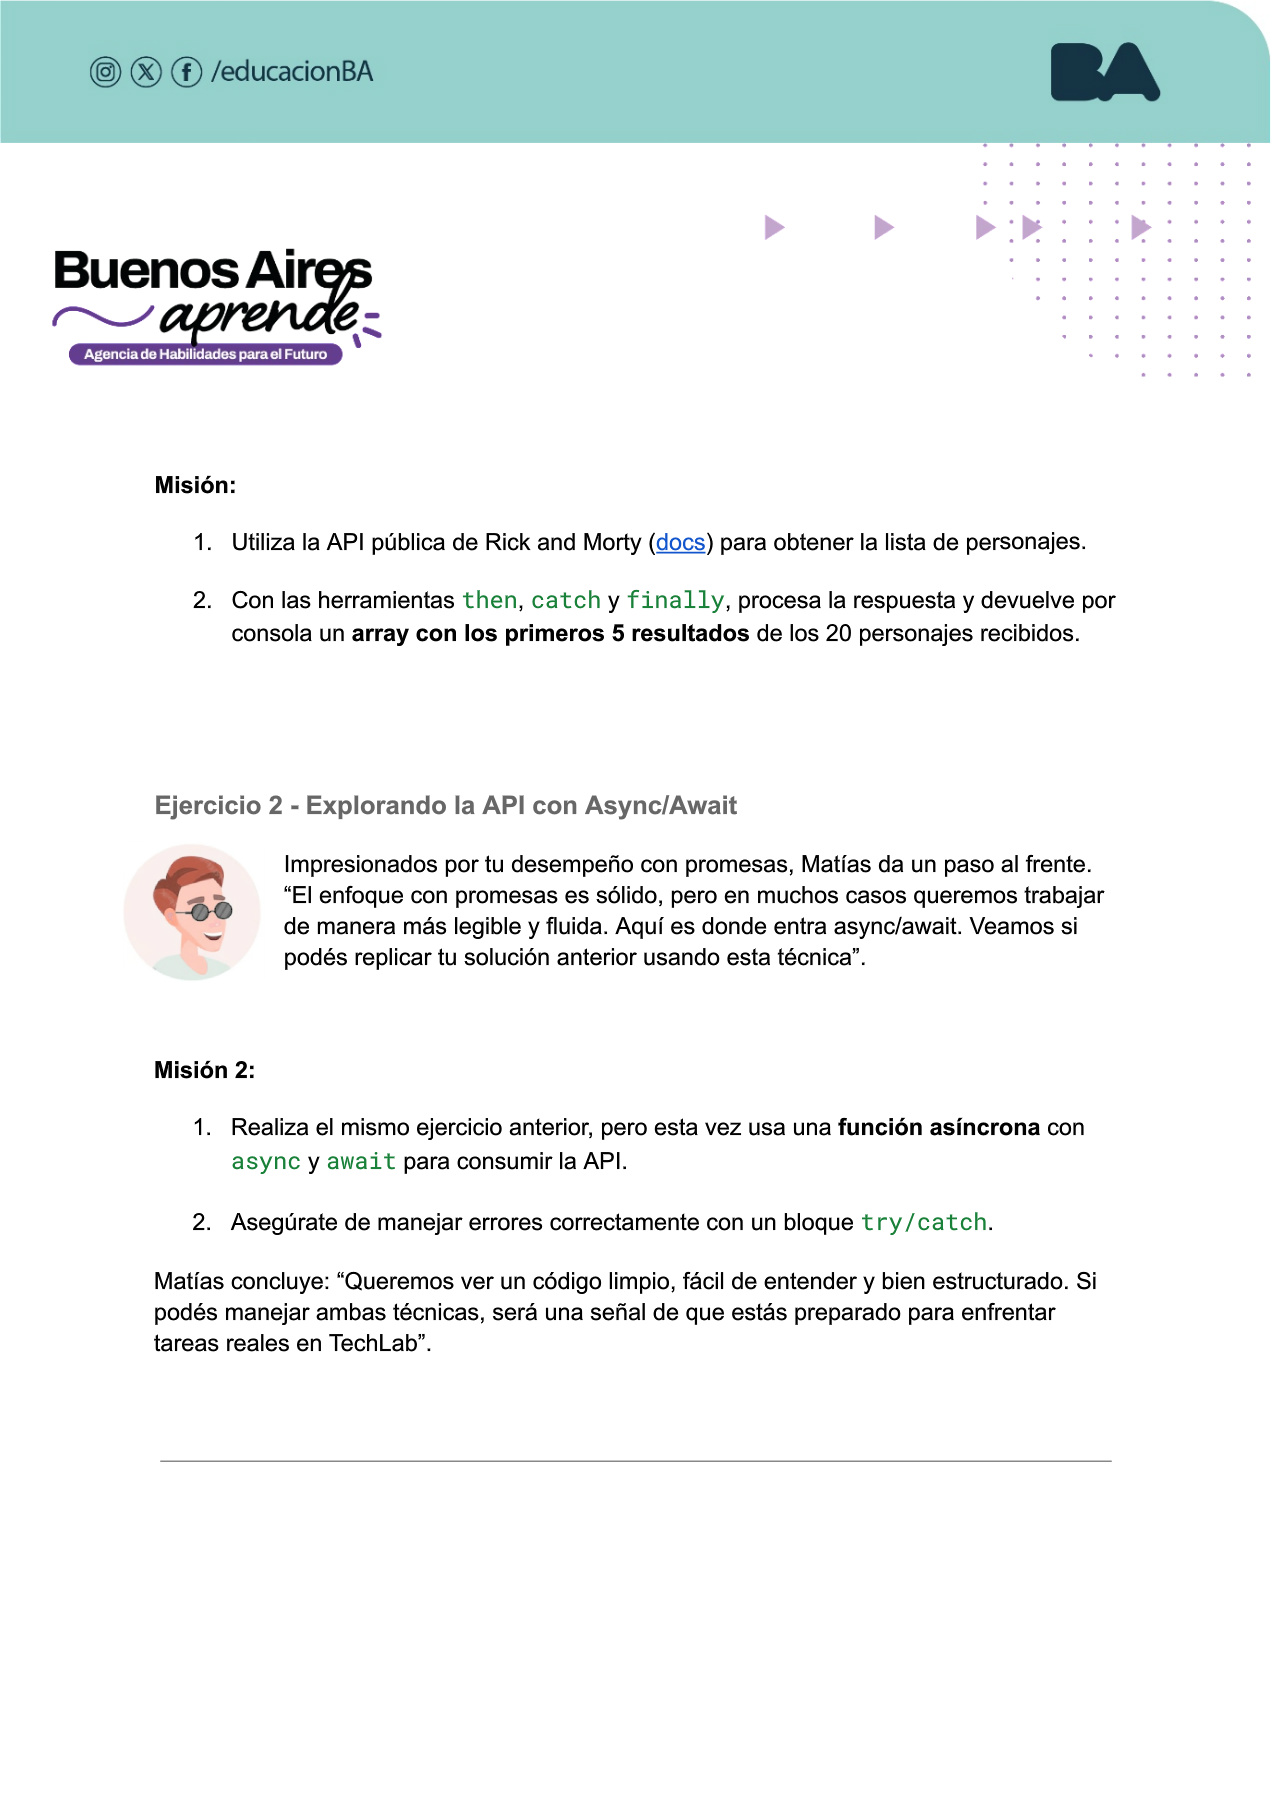 /educacionBA
BA
Buenos Aires
aprende
Agencia de Habilidades para el Futuro
Misión:
1. Utiliza la API pública de Rick and Morty (docs) para obtener la lista de personajes.
2. Con las herramientas then, catch y finally, procesa la respuesta y devuelve por
consola un array con los primeros 5 resultados de los 20 personajes recibidos.
Ejercicio 2 - Explorando la API con Async/Await
Impresionados por tu desempeño con promesas, Matías da un paso al frente.
“El enfoque con promesas es sólido, pero en muchos casos queremos trabajar
de manera más legible y fluida. Aquí es donde entra async/await. Veamos si
podés replicar tu solución anterior usando esta técnica”.
Misión 2:
1. Realiza el mismo ejercicio anterior, pero esta vez usa una función asíncrona con
async y await para consumir la API.
2. Asegúrate de manejar errores correctamente con un bloque try/catch.
Matías concluye: “Queremos ver un código limpio, fácil de entender y bien estructurado. Si
podés manejar ambas técnicas, será una señal de que estás preparado para enfrentar
tareas reales en TechLab”.